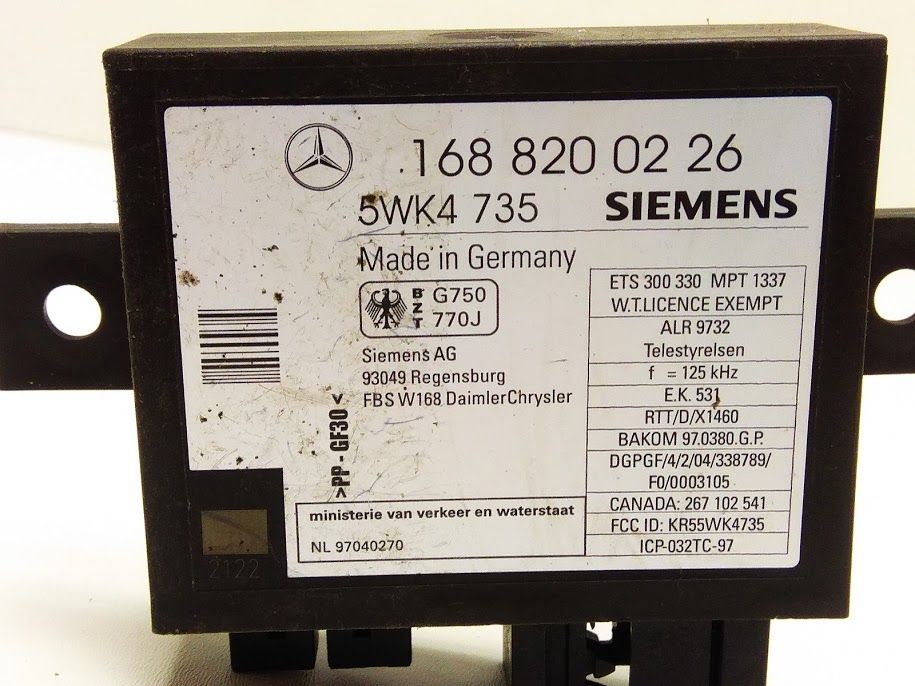 168 820 02 26
5WK4 735 SIEMENS
Made in Germany
BZT G750
770J
Siemens AG
93049 Regensburg
FBS W168 DaimlerChrysler
>PP-GF30<
ETS 300 330 MPT 1337
W.T.LICENCE EXEMPT
ALR 9732
Telestyrelsen
f = 125 kHz
E.K. 531
RTT/D/X1460
BAKOM 97.0380.G.P.
DGPGF/4/2/04/338789/
F0/0003105
CANADA: 267 102 541
FCC ID: KR55WK4735
ICP-032TC-97
ministerie van verkeer en waterstaat
NL 97040270
2122